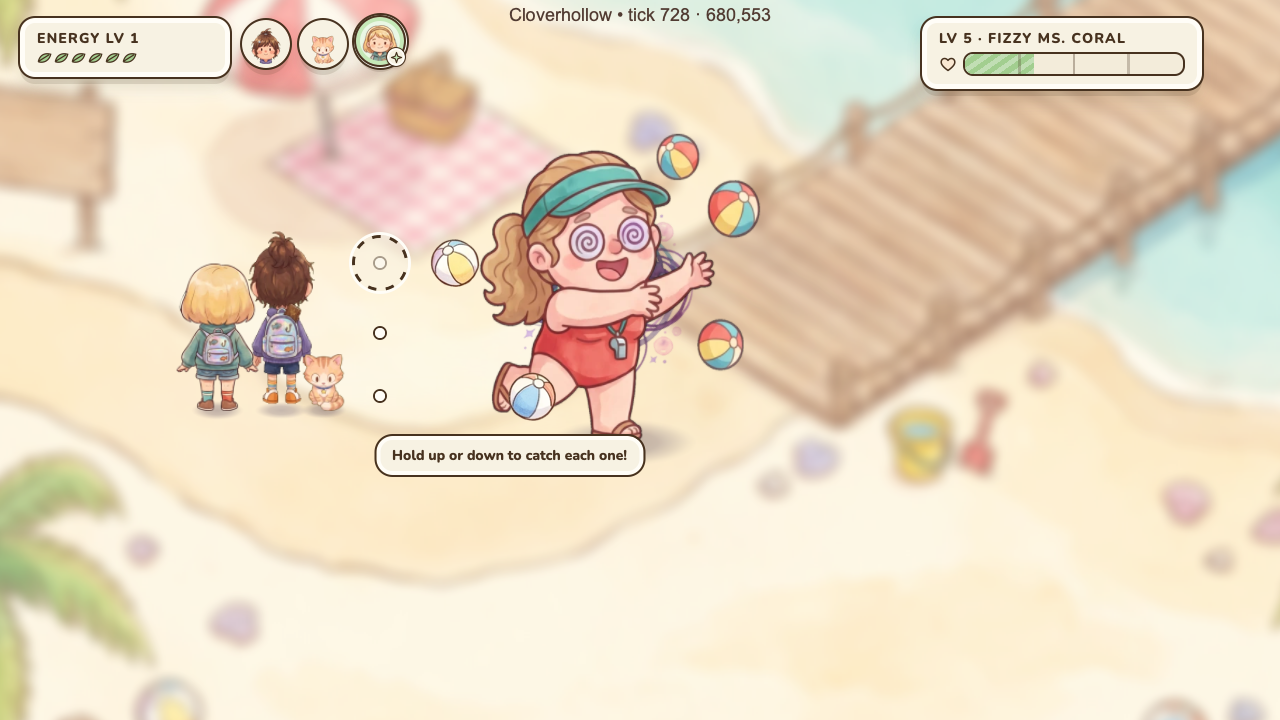 Cloverhollow • tick 728 · 680,553
ENERGY LV 1
LV 5 · FIZZY MS. CORAL
Hold up or down to catch each one!